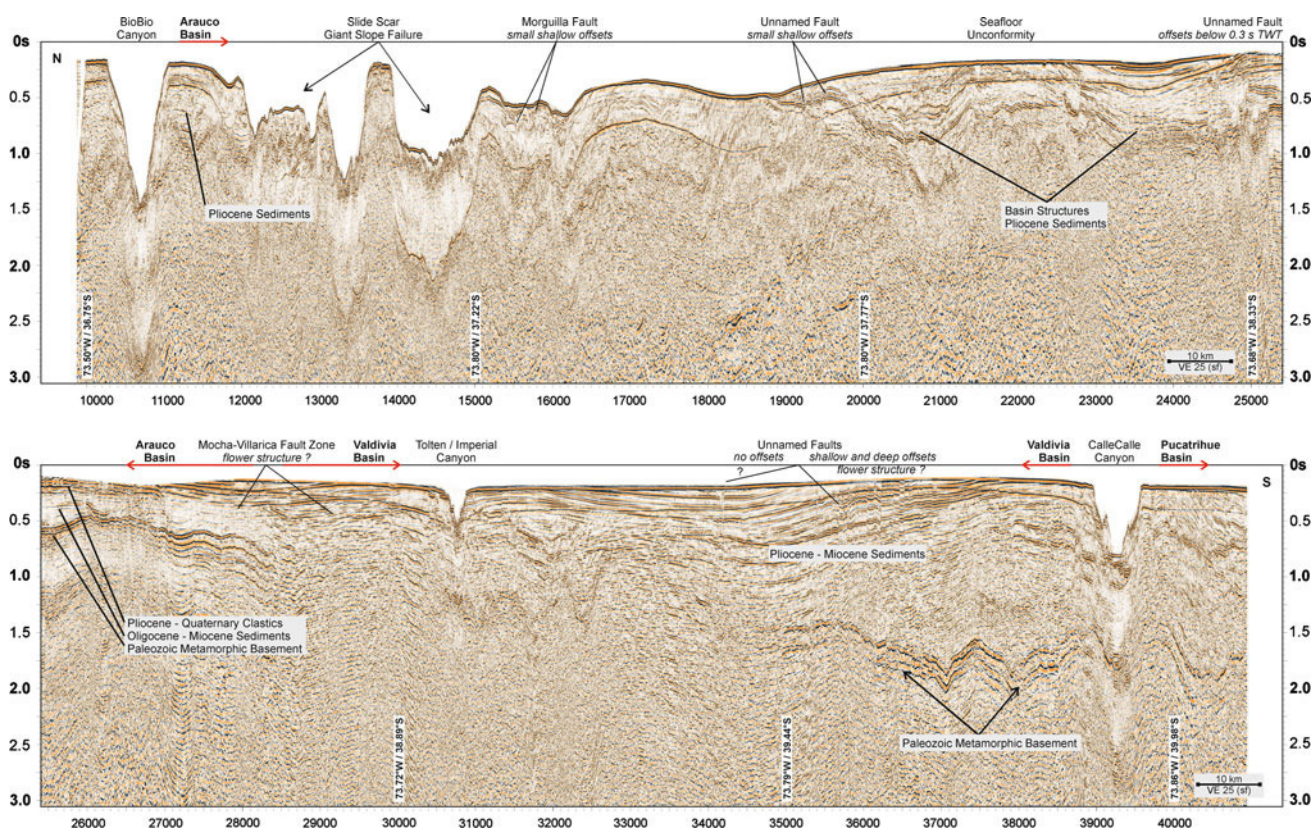 BioBio
Canyon
Arauco
Basin
Slide Scar
Giant Slope Failure
Morguilla Fault
small shallow offsets
Unnamed Fault
small shallow offsets
Seafloor
Unconformity
Unnamed Fault
offsets below 0.3 s TWT
0s
0s
N
0.5
0.5
1.0
1.0
Pliocene Sediments
Basin Structures
Pliocene Sediments
1.5
1.5
2.0
2.0
73.50°W / 36.75°S
73.80°W / 37.22°S
73.80°W / 37.77°S
73.68°W / 38.33°S
2.5
2.5
10 km
VE 25 (sf)
3.0
3.0
10000 11000 12000 13000 14000 15000 16000 17000 18000 19000 20000 21000 22000 23000 24000 25000
Arauco
Basin
Mocha-Villarica Fault Zone
flower structure ?
Valdivia
Basin
Tolten / Imperial
Canyon
Unnamed Faults
no offsets shallow and deep offsets
? flower structure ?
Valdivia
Basin
CalleCalle
Canyon
Pucatrihue
Basin
0s
0s
S
0.5
0.5
Pliocene - Miocene Sediments
1.0
1.0
Pliocene - Quaternary Clastics
Oligocene - Miocene Sediments
Paleozoic Metamorphic Basement
1.5
1.5
2.0
2.0
Paleozoic Metamorphic Basement
73.72°W / 38.89°S
73.79°W / 39.44°S
73.86°W / 39.98°S
2.5
2.5
10 km
VE 25 (sf)
3.0
3.0
26000 27000 28000 29000 30000 31000 32000 33000 34000 35000 36000 37000 38000 39000 40000